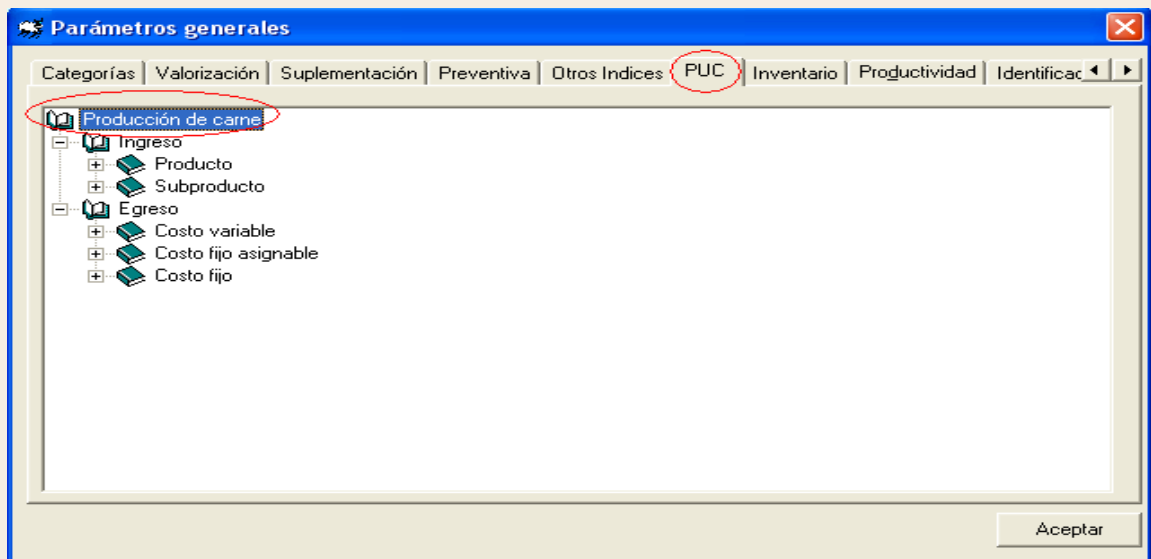 Parámetros generales
Categorías Valorización Suplementación Preventiva Otros Indices PUC Inventario Productividad Identificac
Producción de carne
Ingreso
Producto
Subproducto
Egreso
Costo variable
Costo fijo asignable
Costo fijo
Aceptar